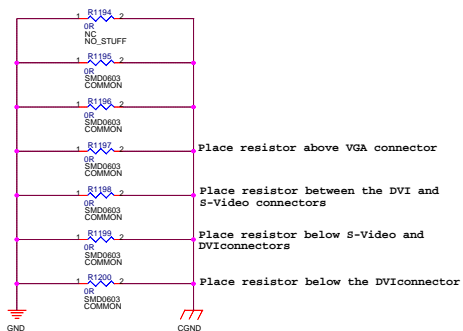 R1194
1 2
0R
NC
NO_STUFF
R1195
1 2
0R
SMD0603
COMMON
R1196
1 2
0R
SMD0603
COMMON
R1197
1 2
0R
SMD0603
COMMON
Place resistor above VGA connector
R1198
1 2
0R
SMD0603
COMMON
Place resistor between the DVI and
S-Video connectors
R1199
1 2
0R
SMD0603
COMMON
Place resistor below S-Video and
DVIconnectors
R1200
1 2
0R
SMD0603
COMMON
Place resistor below the DVIconnector
GND
CGND